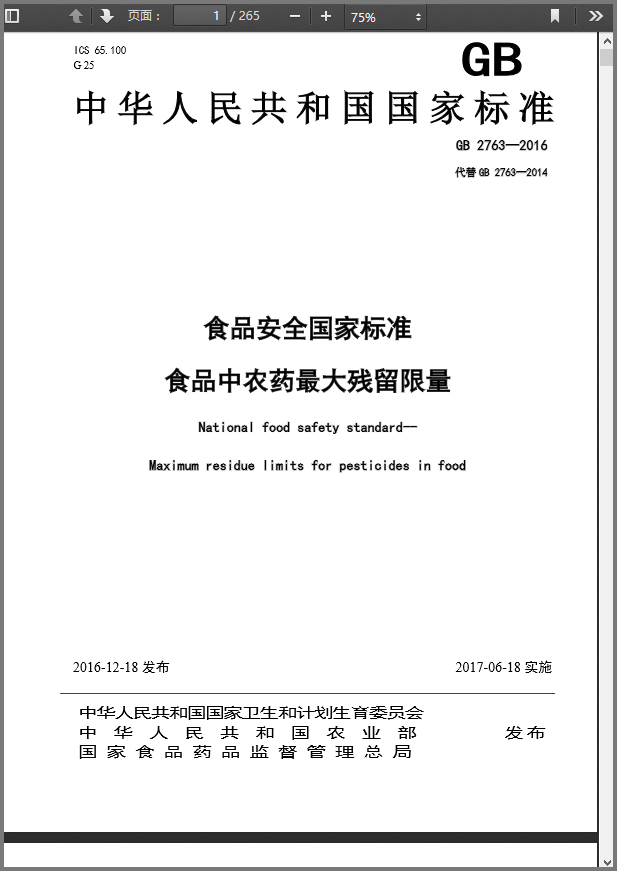 页面： 1 / 265 75%
ICS 65.100
G 25
GB
中华人民共和国国家标准
GB 2763—2016
代替 GB 2763—2014
食品安全国家标准
食品中农药最大残留限量
National food safety standard—
Maximum residue limits for pesticides in food
2016-12-18 发布 2017-06-18 实施
中华人民共和国国家卫生和计划生育委员会
中华人民共和国农业部 发布
国家食品药品监督管理总局